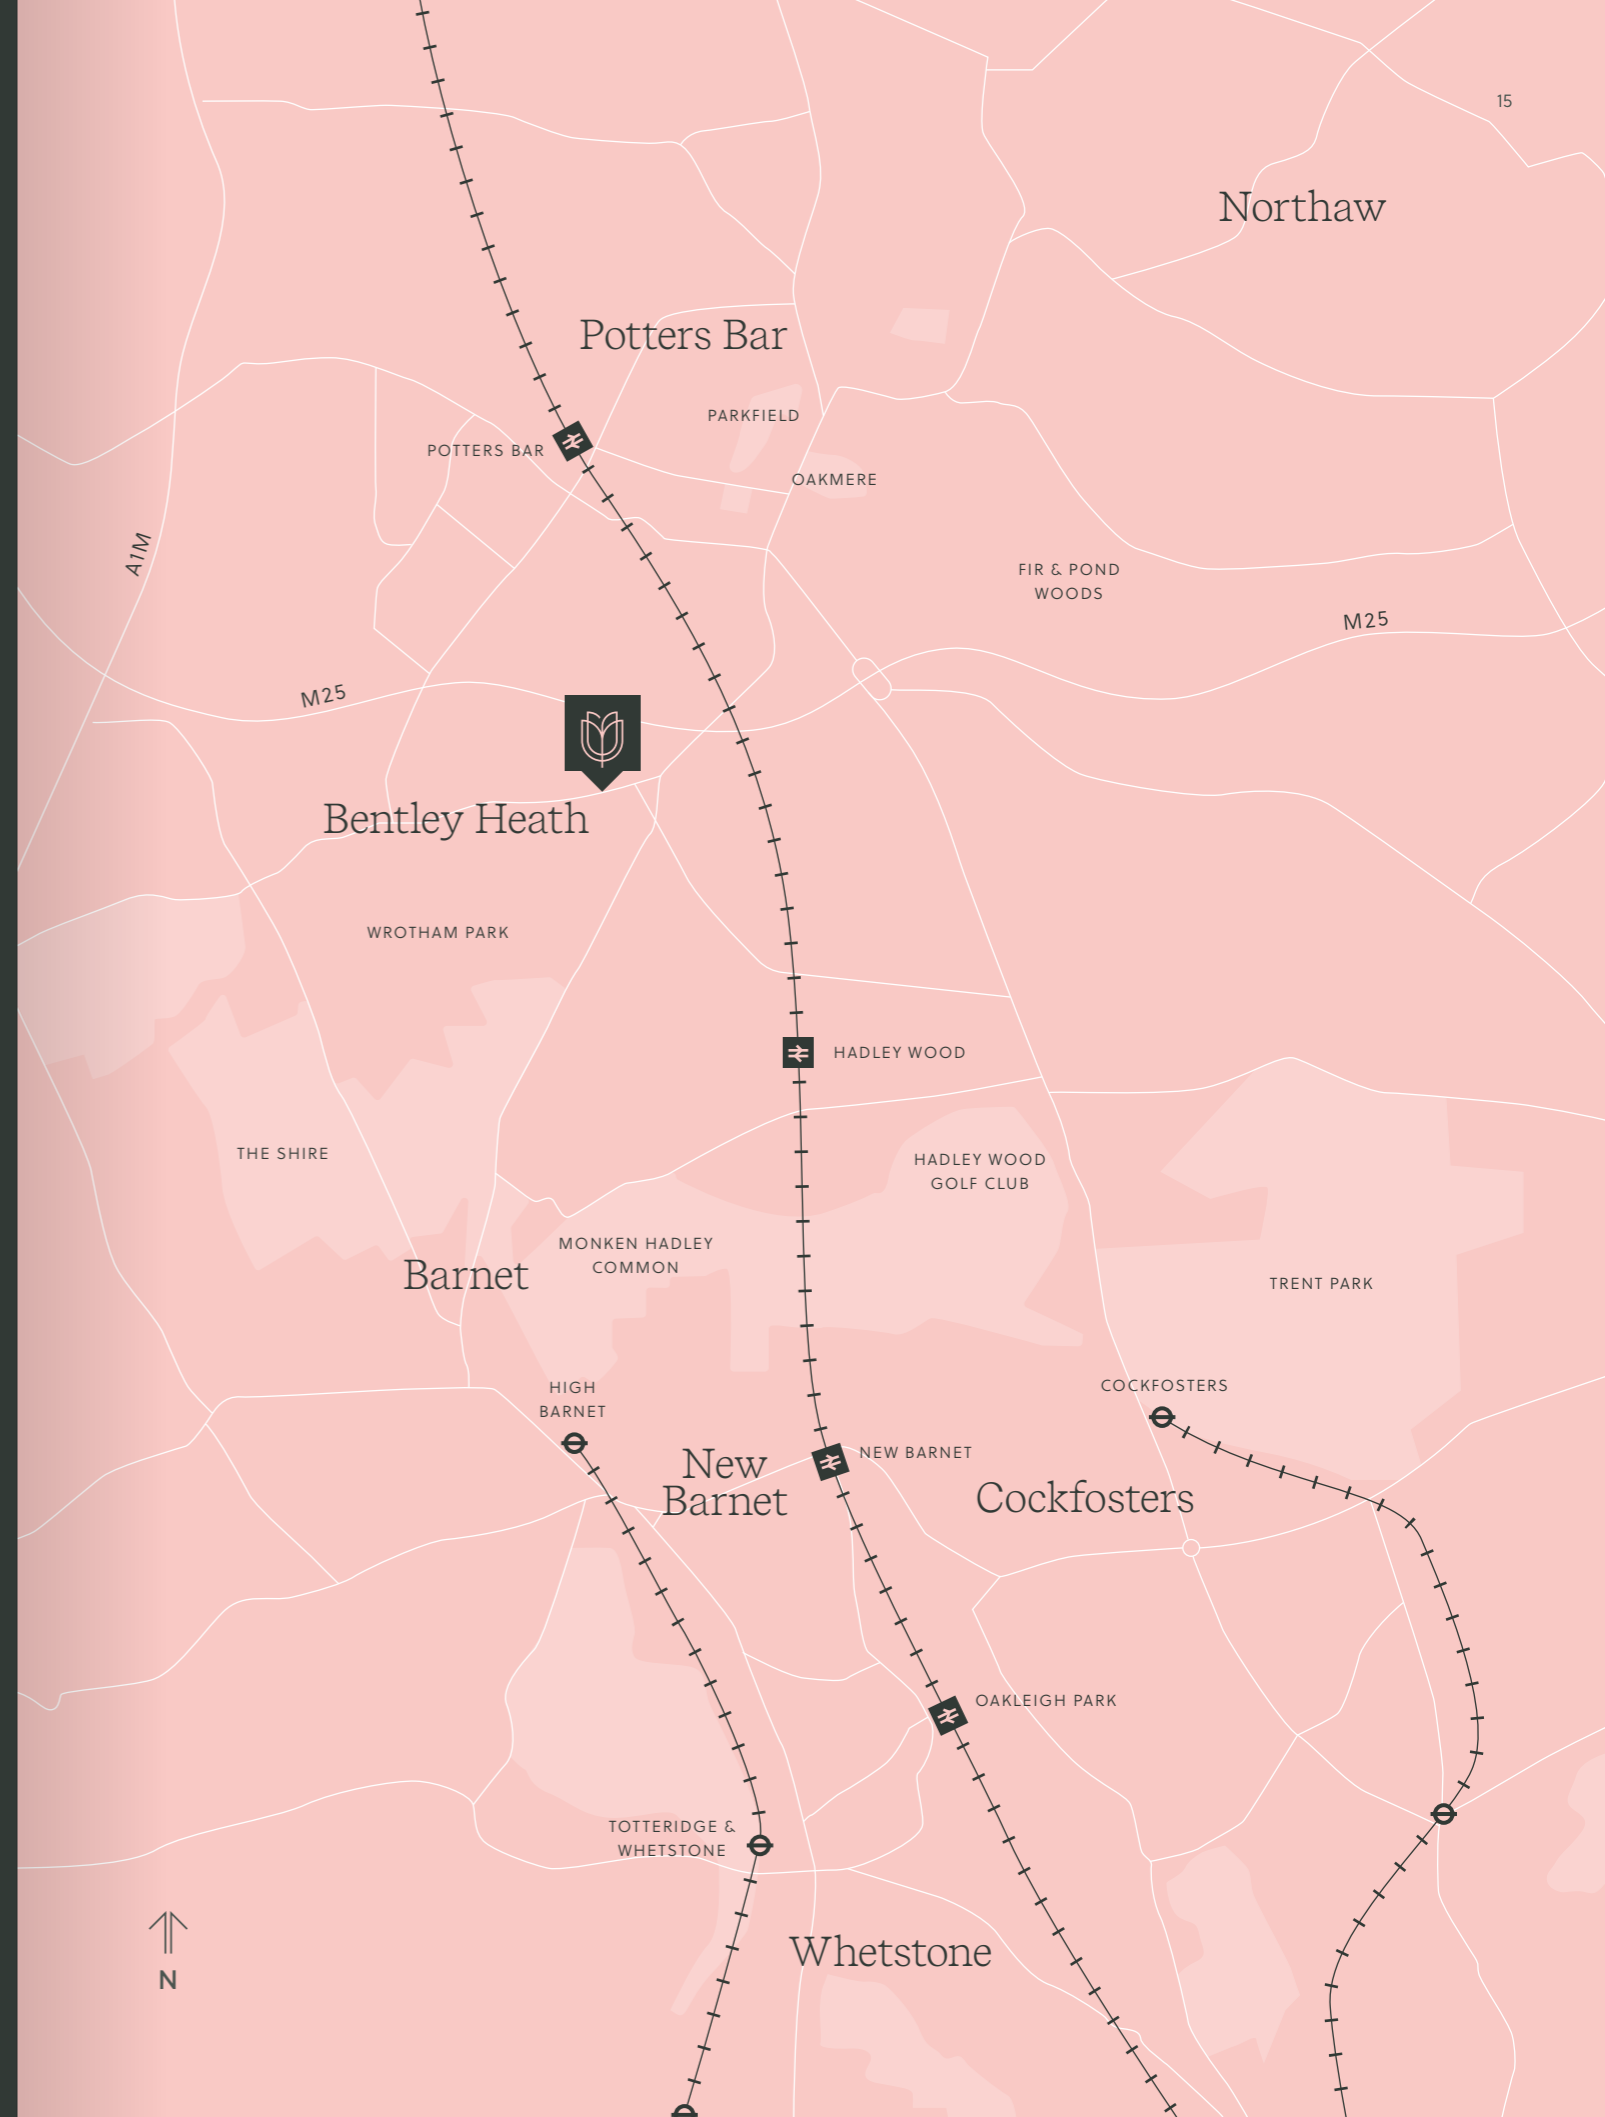 15
Northaw
Potters Bar
PARKFIELD
POTTERS BAR
OAKMERE
A1M
FIR & POND
WOODS
M25
M25
Bentley Heath
WROTHAM PARK
HADLEY WOOD
THE SHIRE
HADLEY WOOD
GOLF CLUB
MONKEN HADLEY
COMMON
Barnet
TRENT PARK
HIGH
BARNET
COCKFOSTERS
New
Barnet
NEW BARNET
Cockfosters
OAKLEIGH PARK
TOTTERIDGE &
WHETSTONE
Whetstone
N